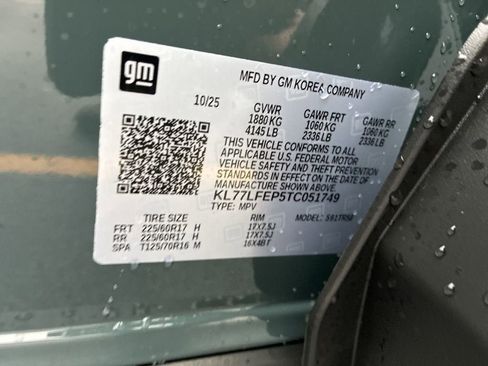 gm
MFD BY GM KOREA COMPANY
10/25 GVWR GAWR FRT GAWR RR
1880 KG 1060 KG 1060 KG
4145 LB 2336 LB 2336 LB
THIS VEHICLE CONFORMS TO ALL
APPLICABLE U.S. FEDERAL MOTOR
VEHICLE SAFETY AND THEFT PREVENTION
STANDARDS IN EFFECT ON THE DATE OF
MANUFACTURE SHOWN ABOVE.
KL77LFEP5TC051749
TYPE: MPV MODEL:
TIRE SIZE RIM
FRT 225/60R17 H 17X7.5J
RR 225/60R17 H 17X7.5J
SPA T125/70R16 M 16X4BT